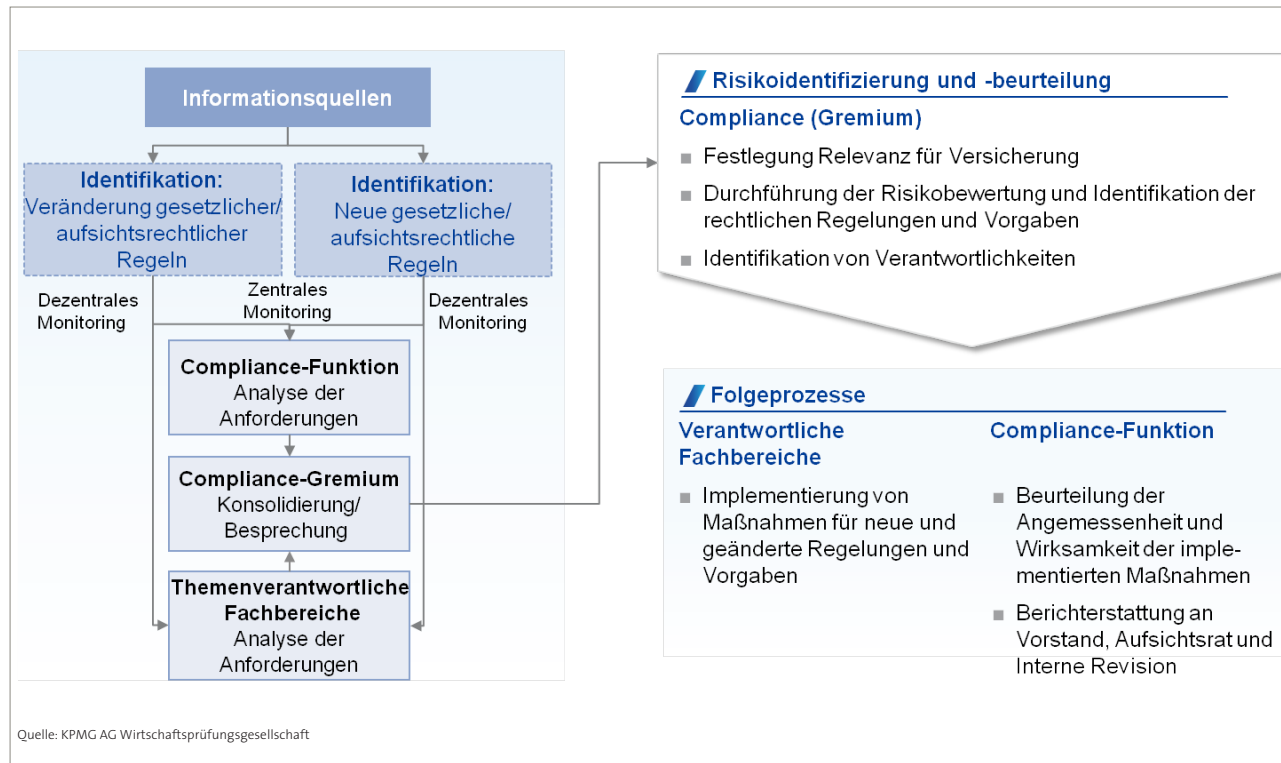 Informationsquellen
Identifikation:
Veränderung gesetzlicher/
aufsichtsrechtlicher
Regeln
Identifikation:
Neue gesetzliche/
aufsichtsrechtliche
Regeln
Dezentrales
Monitoring
Zentrales
Monitoring
Dezentrales
Monitoring
Compliance-Funktion
Analyse der
Anforderungen
Compliance-Gremium
Konsolidierung/
Besprechung
Themenverantwortliche
Fachbereiche
Analyse der
Anforderungen
Risikoidentifizierung und -beurteilung
Compliance (Gremium)
Festlegung Relevanz für Versicherung
Durchführung der Risikobewertung und Identifikation der
rechtlichen Regelungen und Vorgaben
Identifikation von Verantwortlichkeiten
Folgeprozesse
Verantwortliche
Fachbereiche
Implementierung von
Maßnahmen für neue und
geänderte Regelungen und
Vorgaben
Compliance-Funktion
Beurteilung der
Angemessenheit und
Wirksamkeit der imple-
mentierten Maßnahmen
Berichterstattung an
Vorstand, Aufsichtsrat und
Interne Revision
Quelle: KPMG AG Wirtschaftsprüfungsgesellschaft